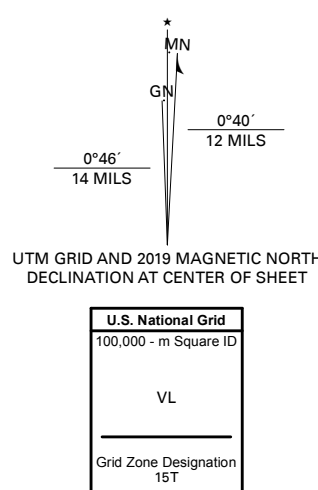 ★
MN
GN
0°46´
14 MILS
0°40´
12 MILS
UTM GRID AND 2019 MAGNETIC NORTH
DECLINATION AT CENTER OF SHEET
U.S. National Grid
100,000 - m Square ID
VL
Grid Zone Designation
15T